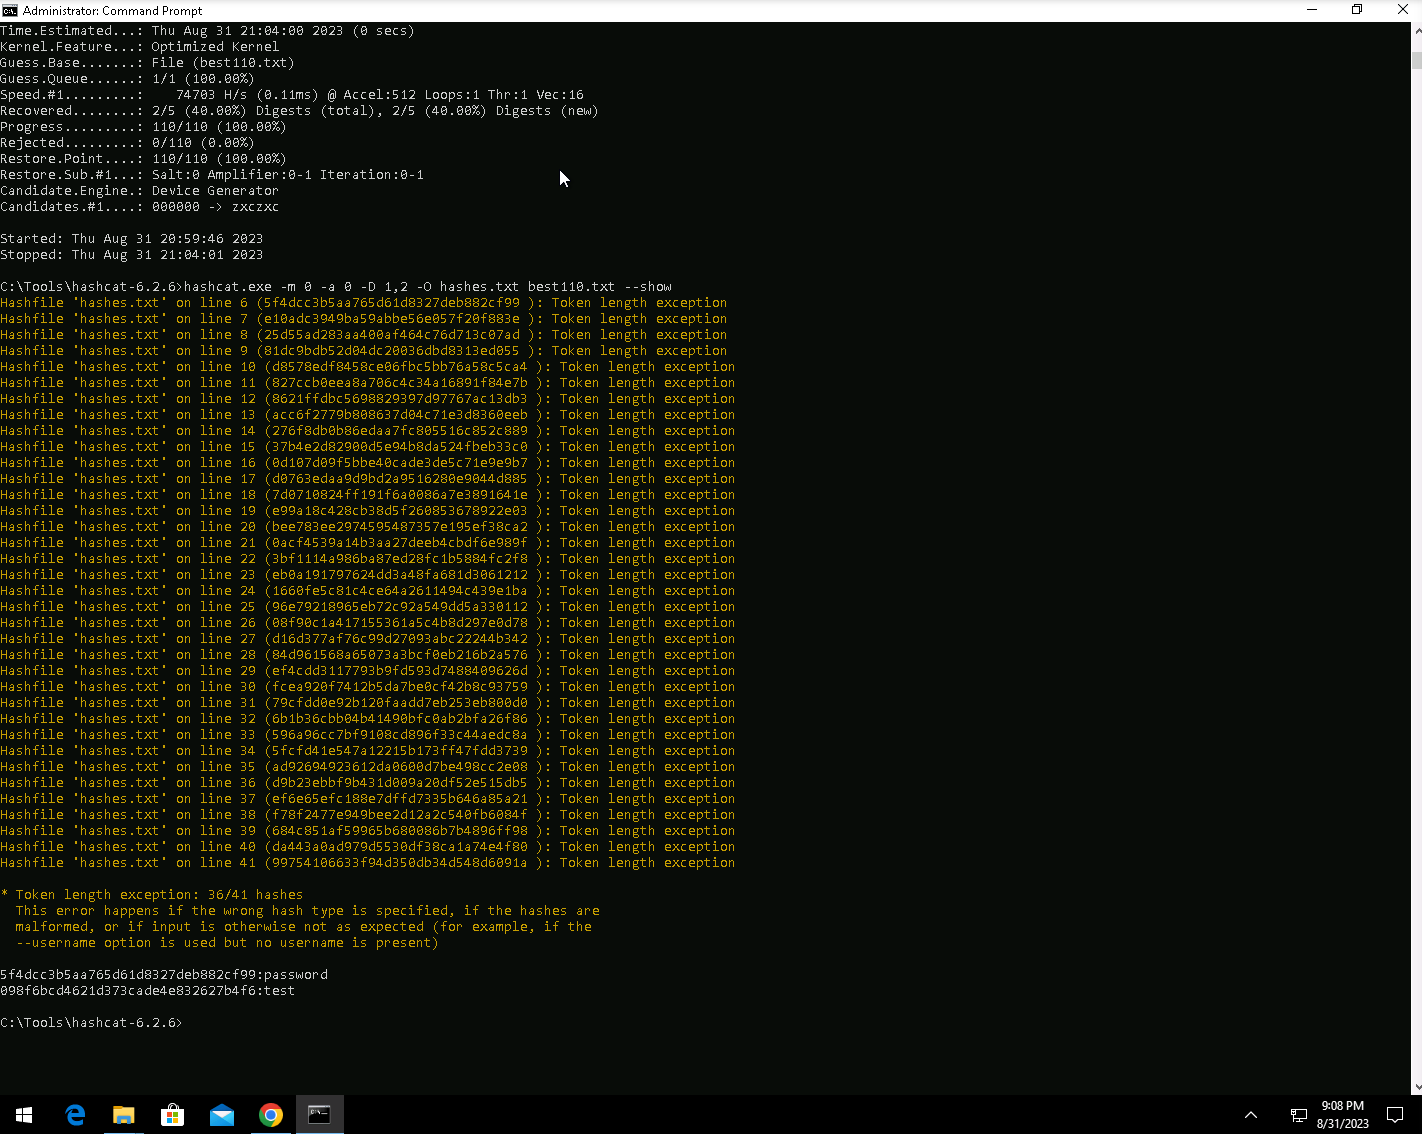 Administrator: Command Prompt
Time.Estimated...: Thu Aug 31 21:04:00 2023 (0 secs)
Kernel.Feature...: Optimized Kernel
Guess.Base.......: File (best110.txt)
Guess.Queue......: 1/1 (100.00%)
Speed.#1.........:    74703 H/s (0.11ms) @ Accel:512 Loops:1 Thr:1 Vec:16
Recovered........: 2/5 (40.00%) Digests (total), 2/5 (40.00%) Digests (new)
Progress.........: 110/110 (100.00%)
Rejected.........: 0/110 (0.00%)
Restore.Point....: 110/110 (100.00%)
Restore.Sub.#1...: Salt:0 Amplifier:0-1 Iteration:0-1
Candidate.Engine.: Device Generator
Candidates.#1....: 000000 -> zxczxc
Started: Thu Aug 31 20:59:46 2023
Stopped: Thu Aug 31 21:04:01 2023
C:\Tools\hashcat-6.2.6>hashcat.exe -m 0 -a 0 -D 1,2 -O hashes.txt best110.txt --show
Hashfile 'hashes.txt' on line 6 (5f4dcc3b5aa765d61d8327deb882cf99 ): Token length exception
Hashfile 'hashes.txt' on line 7 (e10adc3949ba59abbe56e057f20f883e ): Token length exception
Hashfile 'hashes.txt' on line 8 (25d55ad283aa400af464c76d713c07ad ): Token length exception
Hashfile 'hashes.txt' on line 9 (81dc9bdb52d04dc20036dbd8313ed055 ): Token length exception
Hashfile 'hashes.txt' on line 10 (d8578edf8458ce06fbc5bb76a58c5ca4 ): Token length exception
Hashfile 'hashes.txt' on line 11 (827ccb0eea8a706c4c34a16891f84e7b ): Token length exception
Hashfile 'hashes.txt' on line 12 (8621ffdbc5698829397d97767ac13db3 ): Token length exception
Hashfile 'hashes.txt' on line 13 (acc6f2779b808637d04c71e3d8360eeb ): Token length exception
Hashfile 'hashes.txt' on line 14 (276f8db0b86edaa7fc805516c852c889 ): Token length exception
Hashfile 'hashes.txt' on line 15 (37b4e2d82900d5e94b8da524fbeb33c0 ): Token length exception
Hashfile 'hashes.txt' on line 16 (0d107d09f5bbe40cade3de5c71e9e9b7 ): Token length exception
Hashfile 'hashes.txt' on line 17 (d0763edaa9d9bd2a9516280e9044d885 ): Token length exception
Hashfile 'hashes.txt' on line 18 (7d0710824ff191f6a0086a7e3891641e ): Token length exception
Hashfile 'hashes.txt' on line 19 (e99a18c428cb38d5f260853678922e03 ): Token length exception
Hashfile 'hashes.txt' on line 20 (bee783ee2974595487357e195ef38ca2 ): Token length exception
Hashfile 'hashes.txt' on line 21 (0acf4539a14b3aa27deeb4cbdf6e989f ): Token length exception
Hashfile 'hashes.txt' on line 22 (3bf1114a986ba87ed28fc1b5884fc2f8 ): Token length exception
Hashfile 'hashes.txt' on line 23 (eb0a191797624dd3a48fa681d3061212 ): Token length exception
Hashfile 'hashes.txt' on line 24 (1660fe5c81c4ce64a2611494c439e1ba ): Token length exception
Hashfile 'hashes.txt' on line 25 (96e79218965eb72c92a549dd5a330112 ): Token length exception
Hashfile 'hashes.txt' on line 26 (08f90c1a417155361a5c4b8d297e0d78 ): Token length exception
Hashfile 'hashes.txt' on line 27 (d16d377af76c99d27093abc22244b342 ): Token length exception
Hashfile 'hashes.txt' on line 28 (84d961568a65073a3bcf0eb216b2a576 ): Token length exception
Hashfile 'hashes.txt' on line 29 (ef4cdd3117793b9fd593d7488409626d ): Token length exception
Hashfile 'hashes.txt' on line 30 (fcea920f7412b5da7be0cf42b8c93759 ): Token length exception
Hashfile 'hashes.txt' on line 31 (79cfdd0e92b120faadd7eb253eb800d0 ): Token length exception
Hashfile 'hashes.txt' on line 32 (6b1b36cbb04b41490bfc0ab2bfa26f86 ): Token length exception
Hashfile 'hashes.txt' on line 33 (596a96cc7bf9108cd896f33c44aedc8a ): Token length exception
Hashfile 'hashes.txt' on line 34 (5fcfd41e547a12215b173ff47fdd3739 ): Token length exception
Hashfile 'hashes.txt' on line 35 (ad92694923612da0600d7be498cc2e08 ): Token length exception
Hashfile 'hashes.txt' on line 36 (d9b23ebbf9b431d009a20df52e515db5 ): Token length exception
Hashfile 'hashes.txt' on line 37 (ef6e65efc188e7dffd7335b646a85a21 ): Token length exception
Hashfile 'hashes.txt' on line 38 (f78f2477e949bee2d12a2c540fb6084f ): Token length exception
Hashfile 'hashes.txt' on line 39 (684c851af59965b680086b7b4896ff98 ): Token length exception
Hashfile 'hashes.txt' on line 40 (da443a0ad979d5530df38ca1a74e4f80 ): Token length exception
Hashfile 'hashes.txt' on line 41 (99754106633f94d350db34d548d6091a ): Token length exception
* Token length exception: 36/41 hashes
This error happens if the wrong hash type is specified, if the hashes are
malformed, or if input is otherwise not as expected (for example, if the
--username option is used but no username is present)
5f4dcc3b5aa765d61d8327deb882cf99:password
098f6bcd4621d373cade4e832627b4f6:test
C:\Tools\hashcat-6.2.6>
9:08 PM
8/31/2023